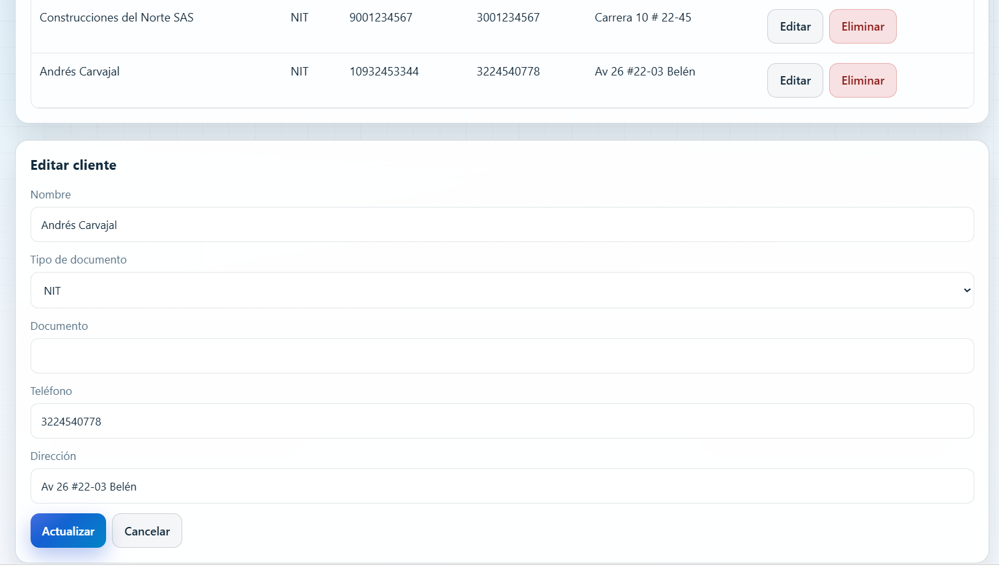 Construcciones del Norte SAS NIT 9001234567 3001234567 Carrera 10 # 22-45 Editar Eliminar
Andrés Carvajal NIT 10932453344 3224540778 Av 26 #22-03 Belén Editar Eliminar
Editar cliente
Nombre
Andrés Carvajal
Tipo de documento
NIT
Documento
Teléfono
3224540778
Dirección
Av 26 #22-03 Belén
Actualizar Cancelar